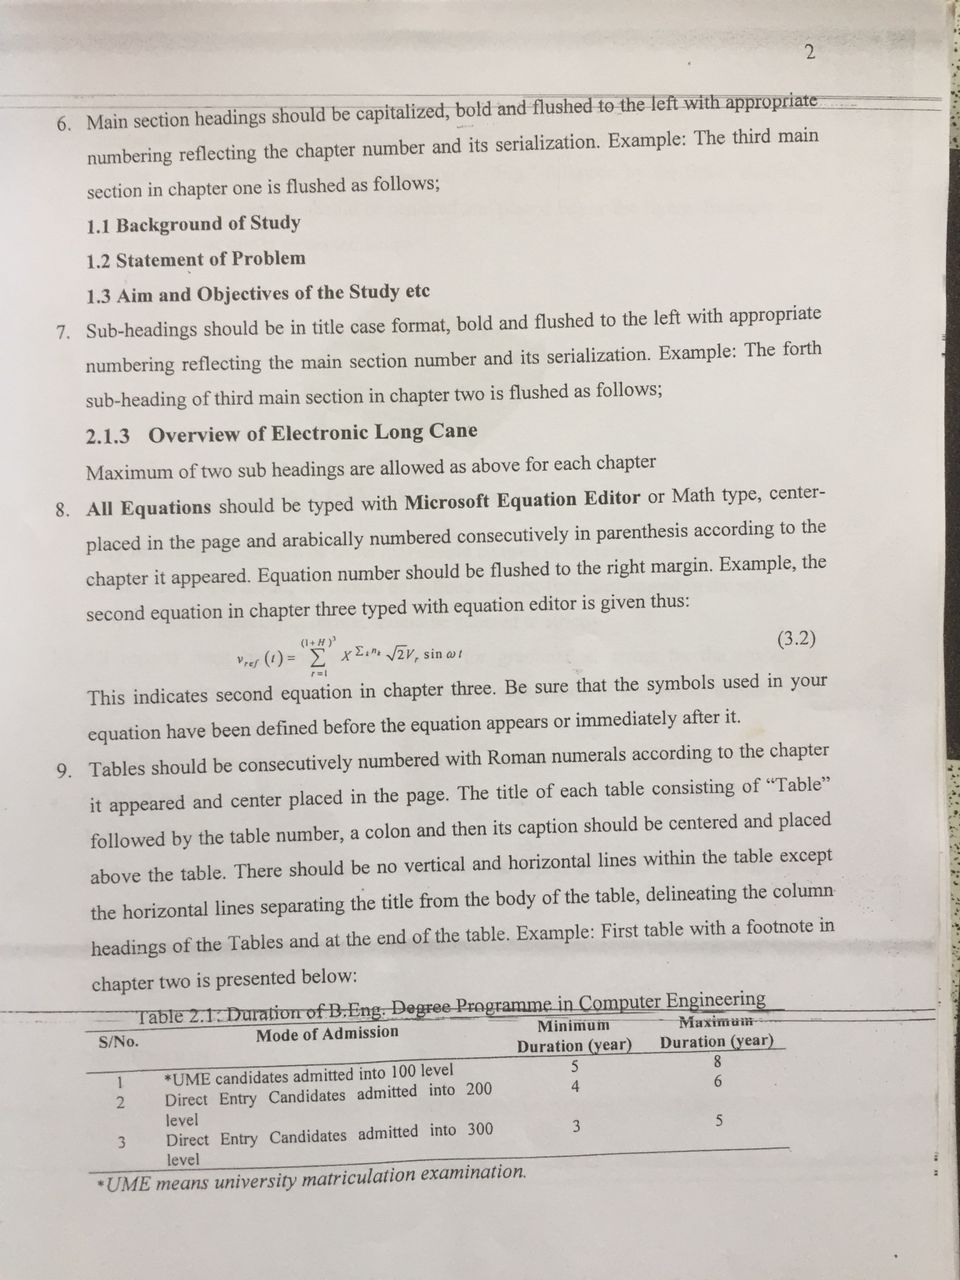 2
6. Main section headings should be capitalized, bold and flushed to the left with appropriate
numbering reflecting the chapter number and its serialization. Example: The third main
section in chapter one is flushed as follows;
1.1 Background of Study
1.2 Statement of Problem
1.3 Aim and Objectives of the Study etc
7. Sub-headings should be in title case format, bold and flushed to the left with appropriate
numbering reflecting the main section number and its serialization. Example: The forth
sub-heading of third main section in chapter two is flushed as follows;
2.1.3 Overview of Electronic Long Cane
Maximum of two sub headings are allowed as above for each chapter
8. All Equations should be typed with Microsoft Equation Editor or Math type, center-
placed in the page and arabically numbered consecutively in parenthesis according to the
chapter it appeared. Equation number should be flushed to the right margin. Example, the
second equation in chapter three typed with equation editor is given thus:
v_ref (t) = Σ_{r=1}^{(1+H)^3} X^{Σ_k n_k} √2V_r sin ωt (3.2)
This indicates second equation in chapter three. Be sure that the symbols used in your
equation have been defined before the equation appears or immediately after it.
9. Tables should be consecutively numbered with Roman numerals according to the chapter
it appeared and center placed in the page. The title of each table consisting of “Table”
followed by the table number, a colon and then its caption should be centered and placed
above the table. There should be no vertical and horizontal lines within the table except
the horizontal lines separating the title from the body of the table, delineating the column
headings of the Tables and at the end of the table. Example: First table with a footnote in
chapter two is presented below:
Table 2.1: Duration of B.Eng. Degree Programme in Computer Engineering
S/No. Mode of Admission Minimum Maximum
Duration (year) Duration (year)
1 *UME candidates admitted into 100 level 5 8
2 Direct Entry Candidates admitted into 200 4 6
level
3 Direct Entry Candidates admitted into 300 3 5
level
*UME means university matriculation examination.